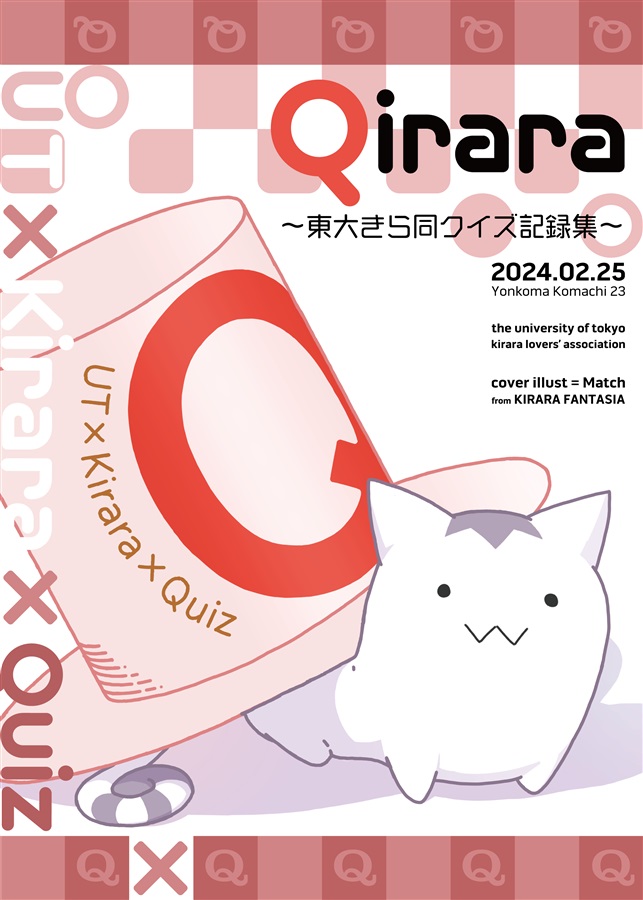 Q Q Q Q Q
Qirara
〜東大きら同クイズ記録集〜
2024.02.25
Yonkoma Komachi 23
the university of tokyo
kirara lovers' association
cover illust = Match
from KIRARA FANTASIA
UT×Kirara×Quiz
Q
UT×Kirara×Quiz
Q Q Q Q